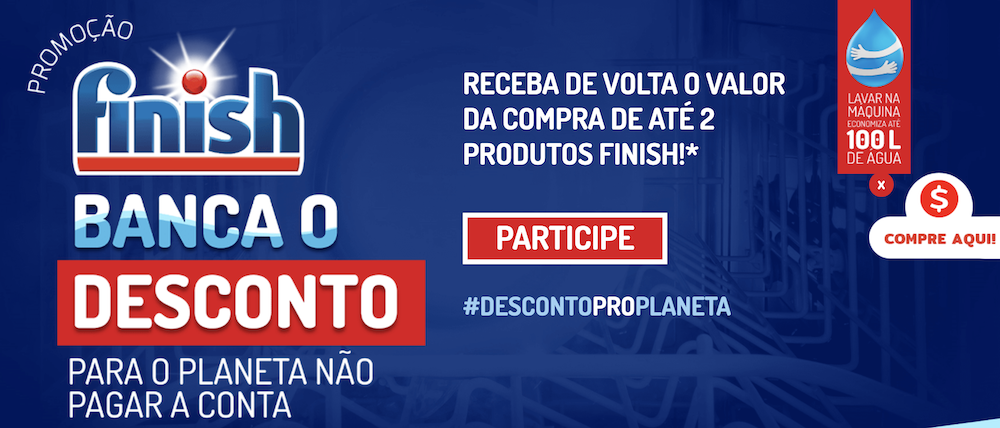 PROMOÇÃO
finish
BANCA O
DESCONTO
PARA O PLANETA NÃO
PAGAR A CONTA
RECEBA DE VOLTA O VALOR
DA COMPRA DE ATÉ 2
PRODUTOS FINISH!*
PARTICIPE
#DESCONTOPROPLANETA
LAVAR NA
MAQUINA
ECONOMIZA ATÉ
100 L
DE ÁGUA
X
$
COMPRE AQUI!